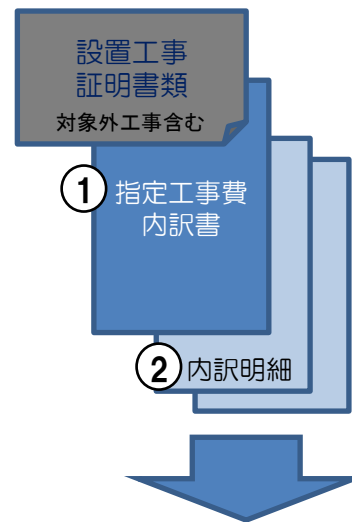 設置工事
証明書類
対象外工事含む
① 指定工事費
内訳書
② 内訳明細